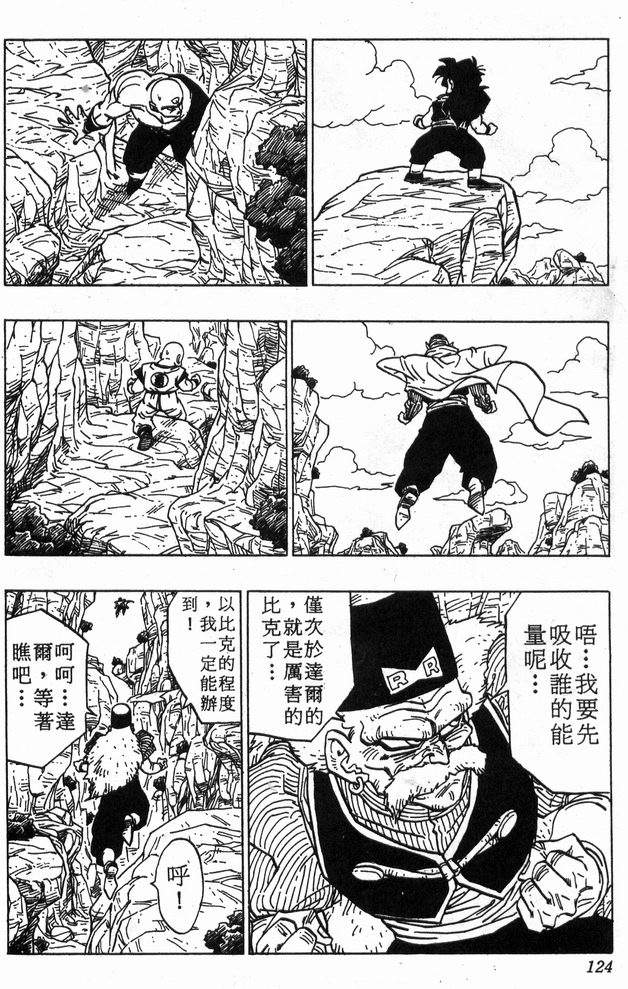 唔…我要先
吸收誰的能
量呢…
僅次於達爾的
，就是厲害的
比克了…
R R
以比克的程度
，我一定能辦
到！
呵呵…達
爾，等著
瞧吧…
呼！
124